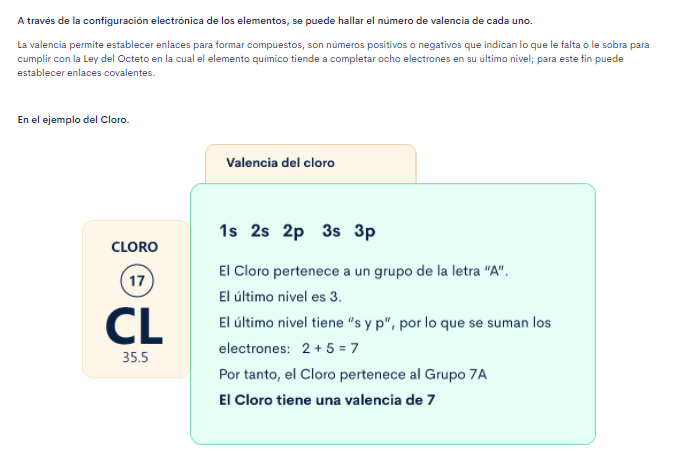 A través de la configuración electrónica de los elementos, se puede hallar el número de valencia de cada uno.
La valencia permite establecer enlaces para formar compuestos, son números positivos o negativos que indican lo que le falta o le sobra para
cumplir con la Ley del Octeto en la cual el elemento químico tiende a completar ocho electrones en su último nivel; para este fin puede
establecer enlaces covalentes.
En el ejemplo del Cloro.
Valencia del cloro
CLORO
17
CL
35.5
1s 2s 2p 3s 3p
El Cloro pertenece a un grupo de la letra "A".
El último nivel es 3.
El último nivel tiene "s y p", por lo que se suman los
electrones: 2 + 5 = 7
Por tanto, el Cloro pertenece al Grupo 7A
El Cloro tiene una valencia de 7